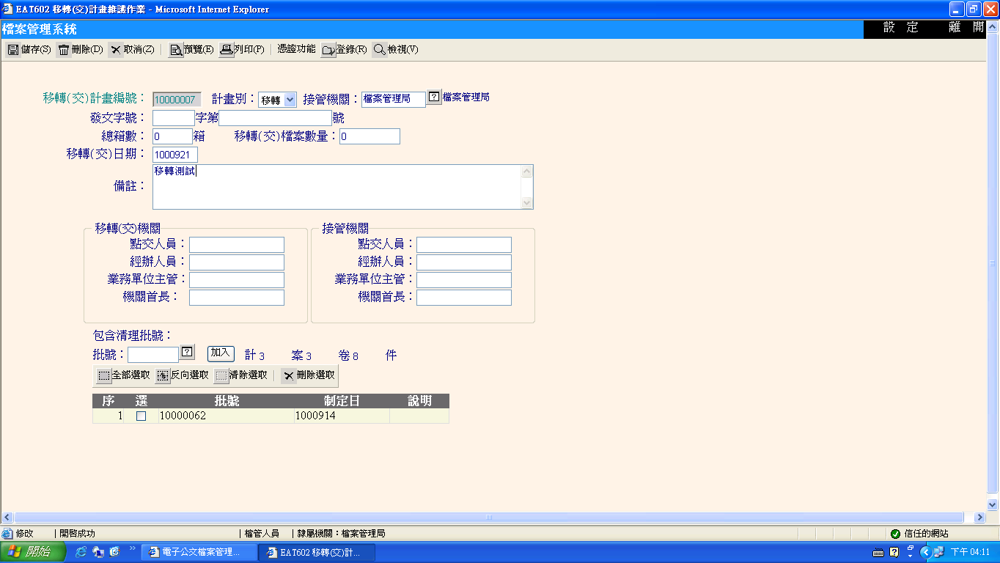 EAT602 移轉(交)計畫維護作業 - Microsoft Internet Explorer
檔案管理系統 設 定 離 開
儲存(S) 刪除(D) 取消(Z) 預覽(E) 列印(P) 憑證功能 登錄(R) 檢視(V)
移轉(交)計畫編號： 10000007 計畫別： 移轉 接管機關： 檔案管理局 ? 檔案管理局
發文字號： 字第 號
總箱數： 0 箱 移轉(交)檔案數量： 0
移轉(交)日期： 1000921
備註： 移轉測試
移轉(交)機關 接管機關
點交人員： 點交人員：
經辦人員： 經辦人員：
業務單位主管： 業務單位主管：
機關首長： 機關首長：
包含清理批號：
批號： ? 加入 計 3 案 3 卷 8 件
全部選取 反向選取 清除選取 刪除選取
序 選 批號 制定日 說明
1 10000062 1000914
修改 開啓成功 檔管人員 隸屬機關：檔案管理局 信任的網站
開始 電子公文檔案管理... EAT602 移轉(交)計... 下午 04:11